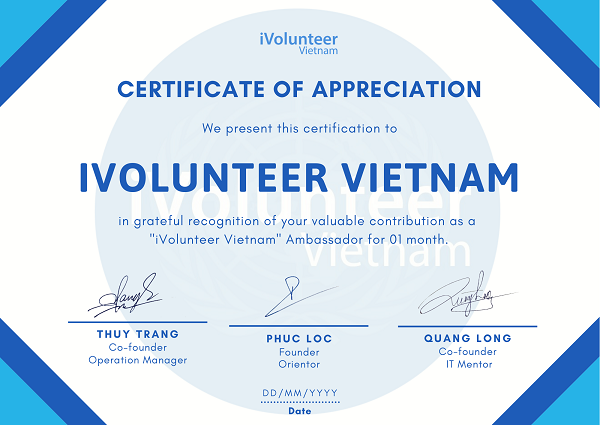 iVolunteer
Vietnam
CERTIFICATE OF APPRECIATION
We present this certification to
IVOLUNTEER VIETNAM
iVolunteer
Vietnam
in grateful recognition of your valuable contribution as a
"iVolunteer Vietnam" Ambassador for 01 month.
THUY TRANG
Co-founder
Operation Manager
PHUC LOC
Founder
Orientor
QUANG LONG
Co-founder
IT Mentor
DD/MM/YYYY
Date